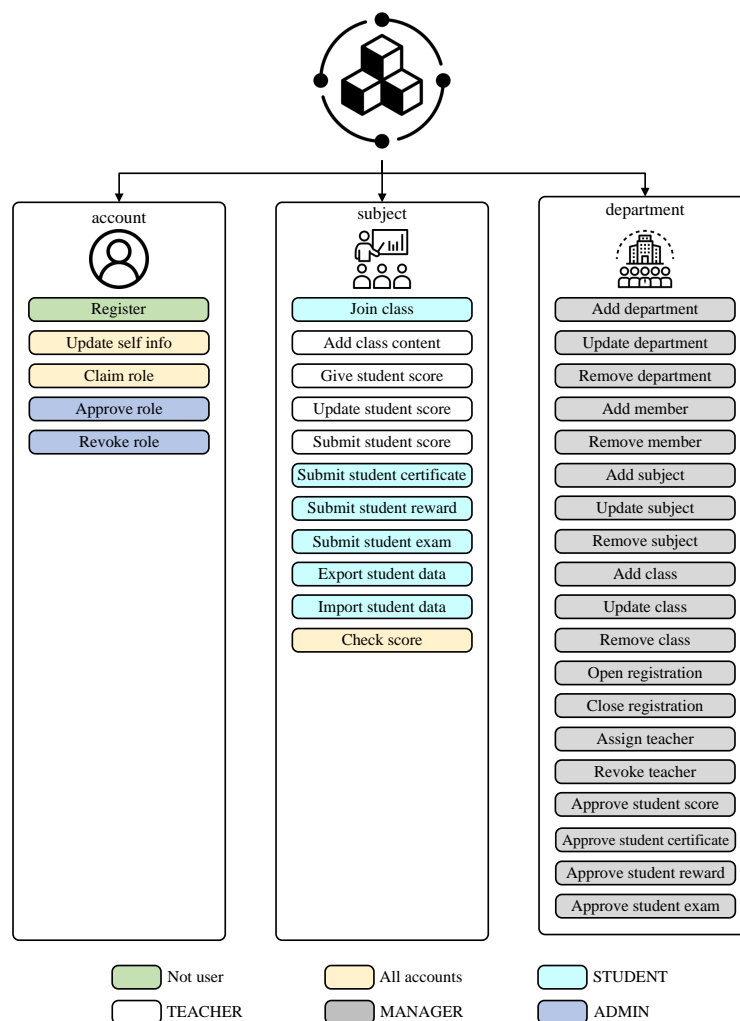 account
Register
Update self info
Claim role
Approve role
Revoke role
subject
Join class
Add class content
Give student score
Update student score
Submit student score
Submit student certificate
Submit student reward
Submit student exam
Export student data
Import student data
Check score
department
Add department
Update department
Remove department
Add member
Remove member
Add subject
Update subject
Remove subject
Add class
Update class
Remove class
Open registration
Close registration
Assign teacher
Revoke teacher
Approve student score
Approve student certificate
Approve student reward
Approve student exam
Not user
All accounts
STUDENT
TEACHER
MANAGER
ADMIN